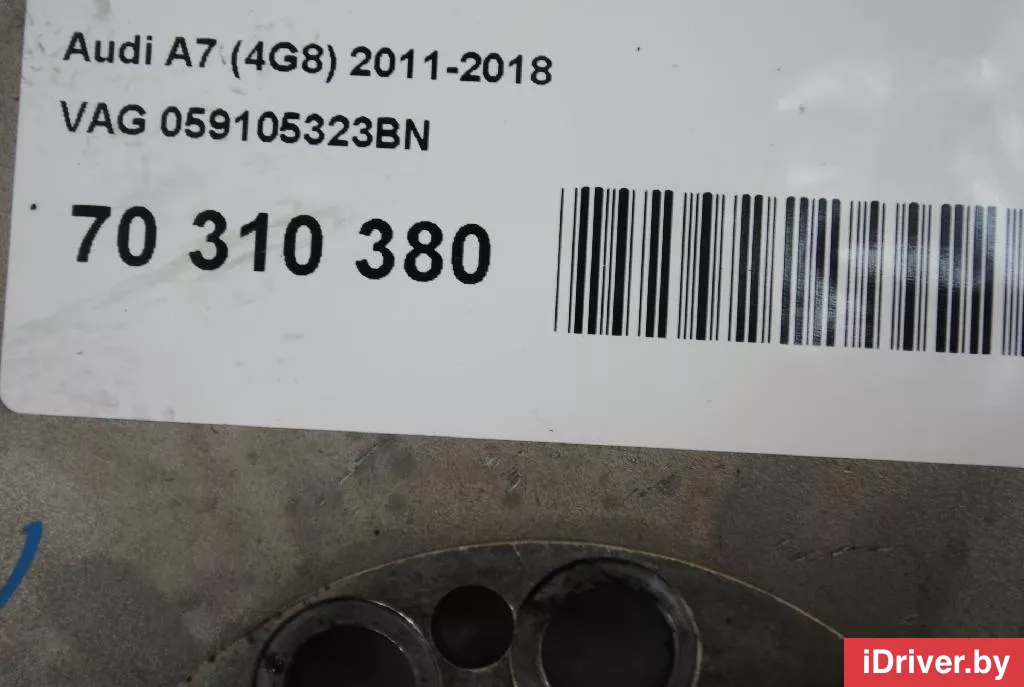 Audi A7 (4G8) 2011-2018
VAG 059105323BN
70 310 380
iDriver.by